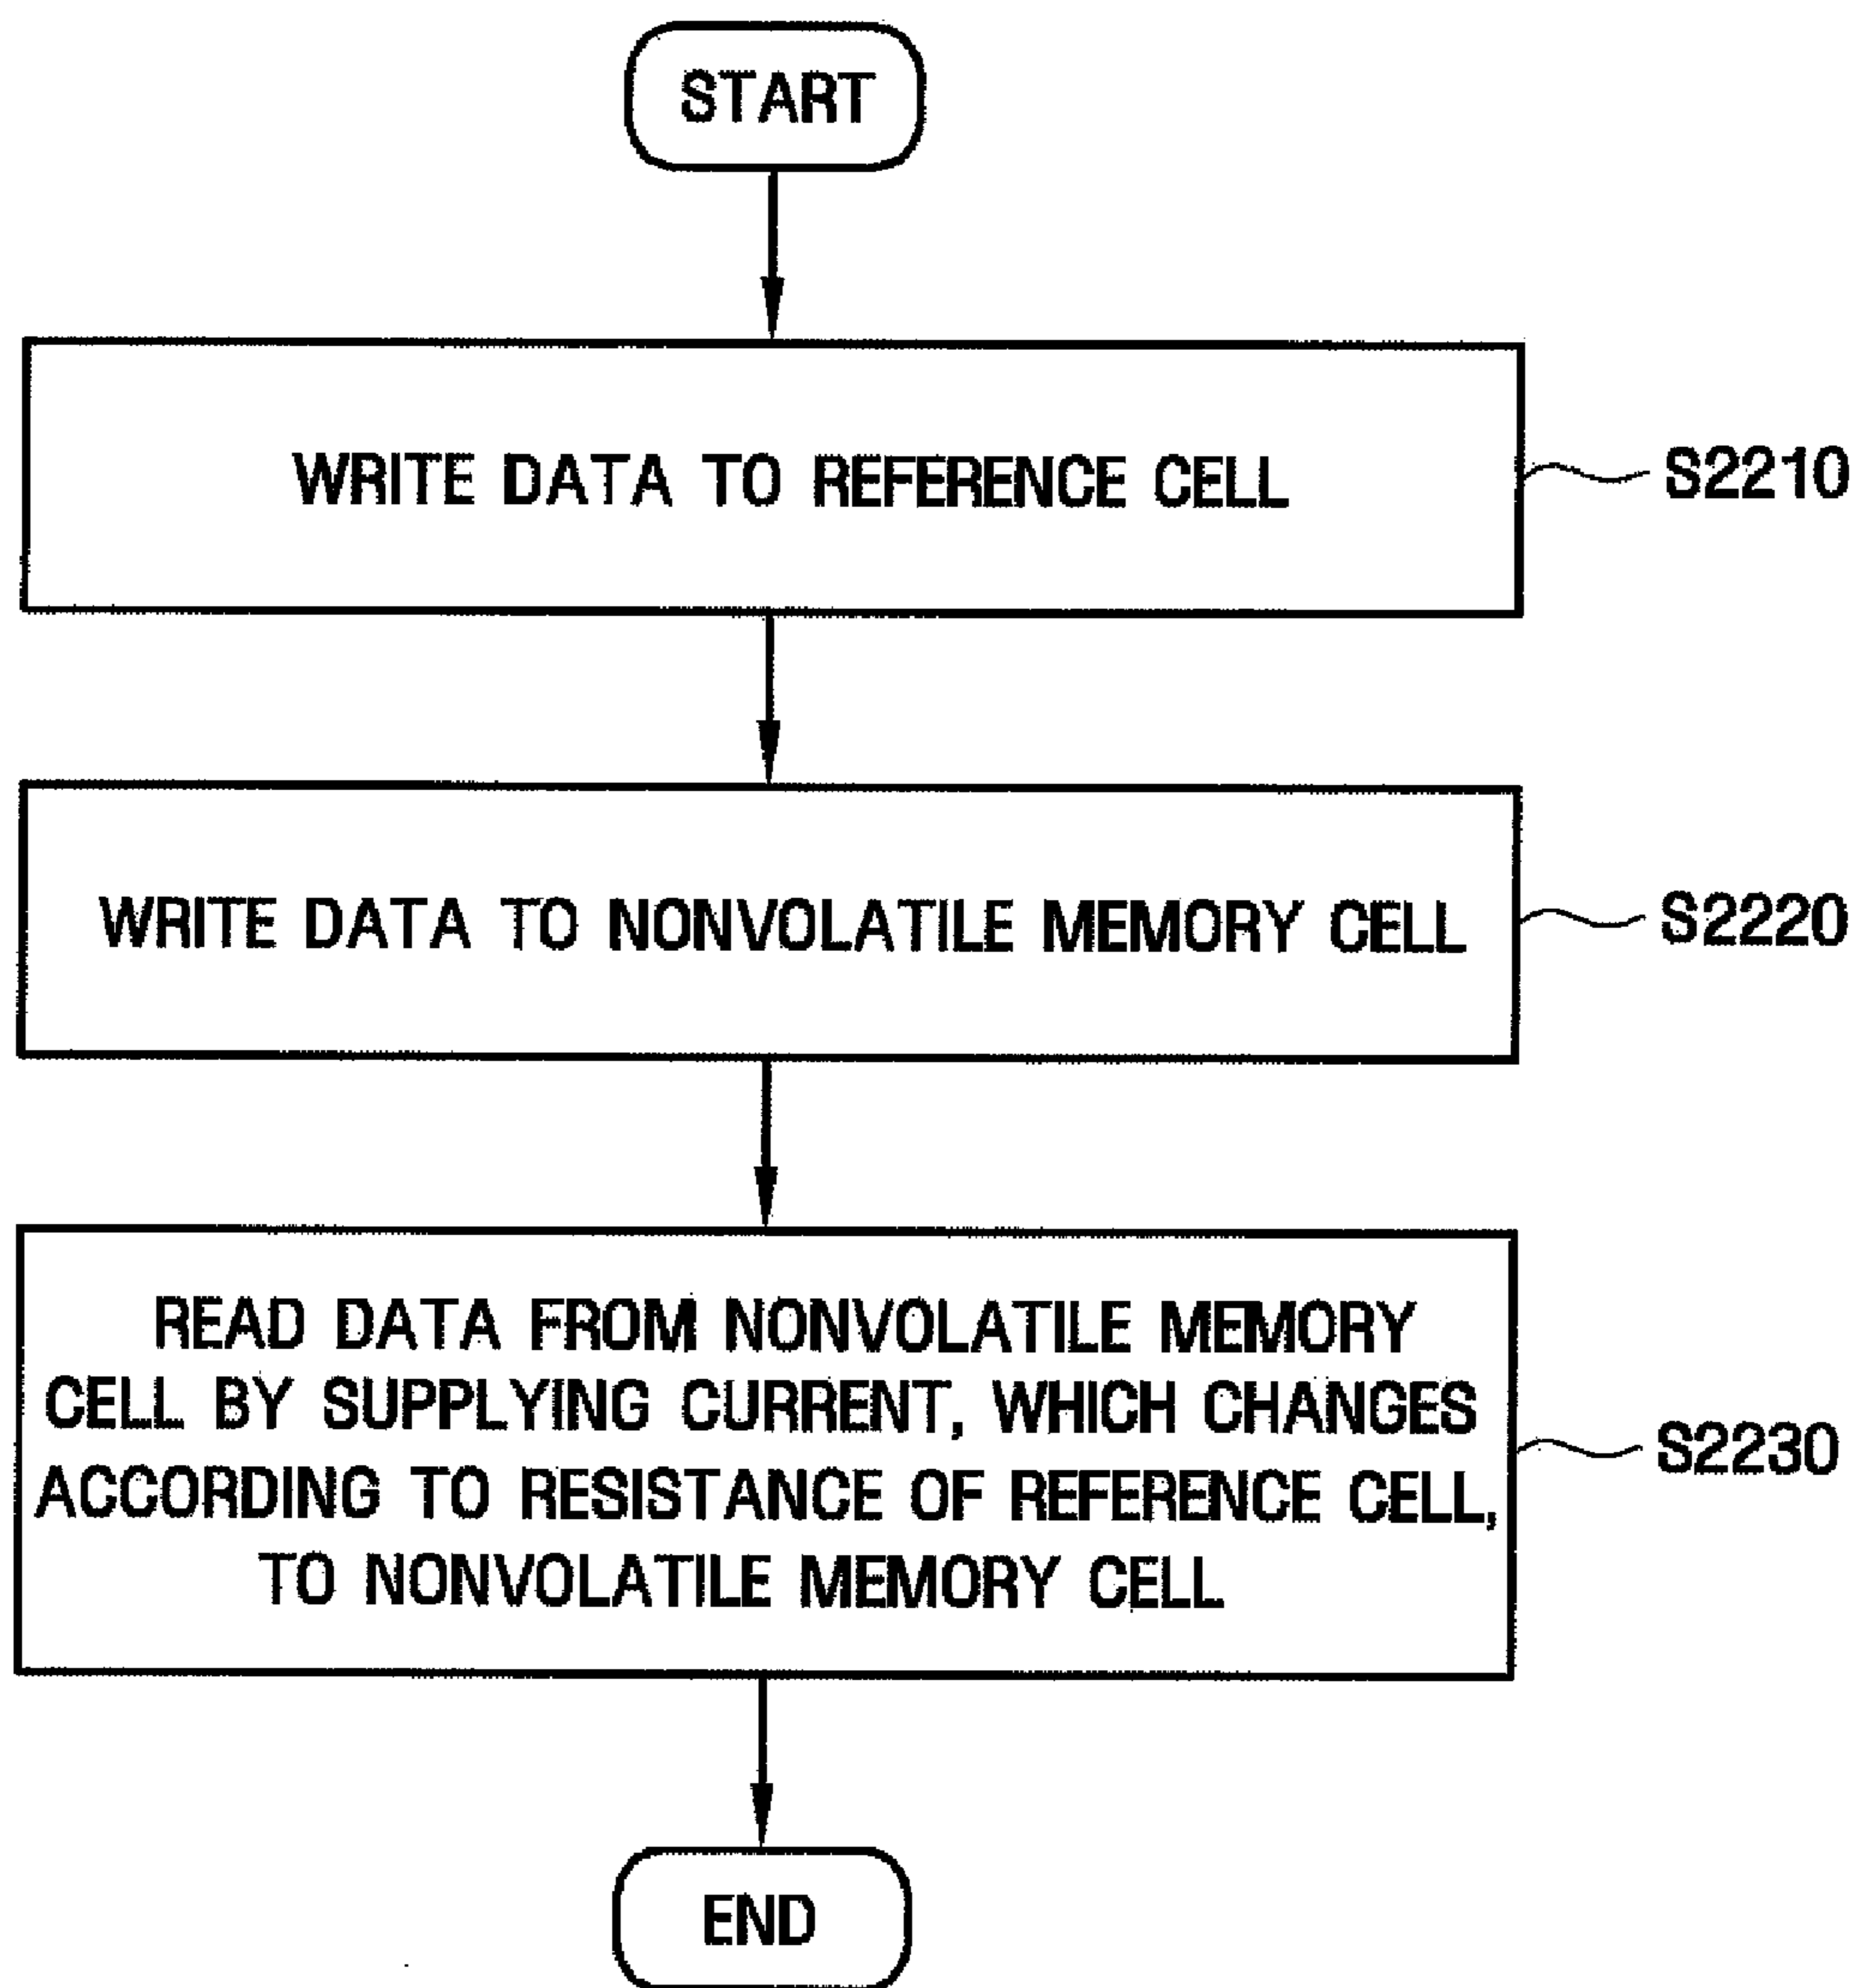 START
WRITE DATA TO REFERENCE CELL
S2210
WRITE DATA TO NONVOLATILE MEMORY CELL
S2220
READ DATA FROM NONVOLATILE MEMORY
CELL BY SUPPLYING CURRENT, WHICH CHANGES
ACCORDING TO RESISTANCE OF REFERENCE CELL,
TO NONVOLATILE MEMORY CELL
S2230
END